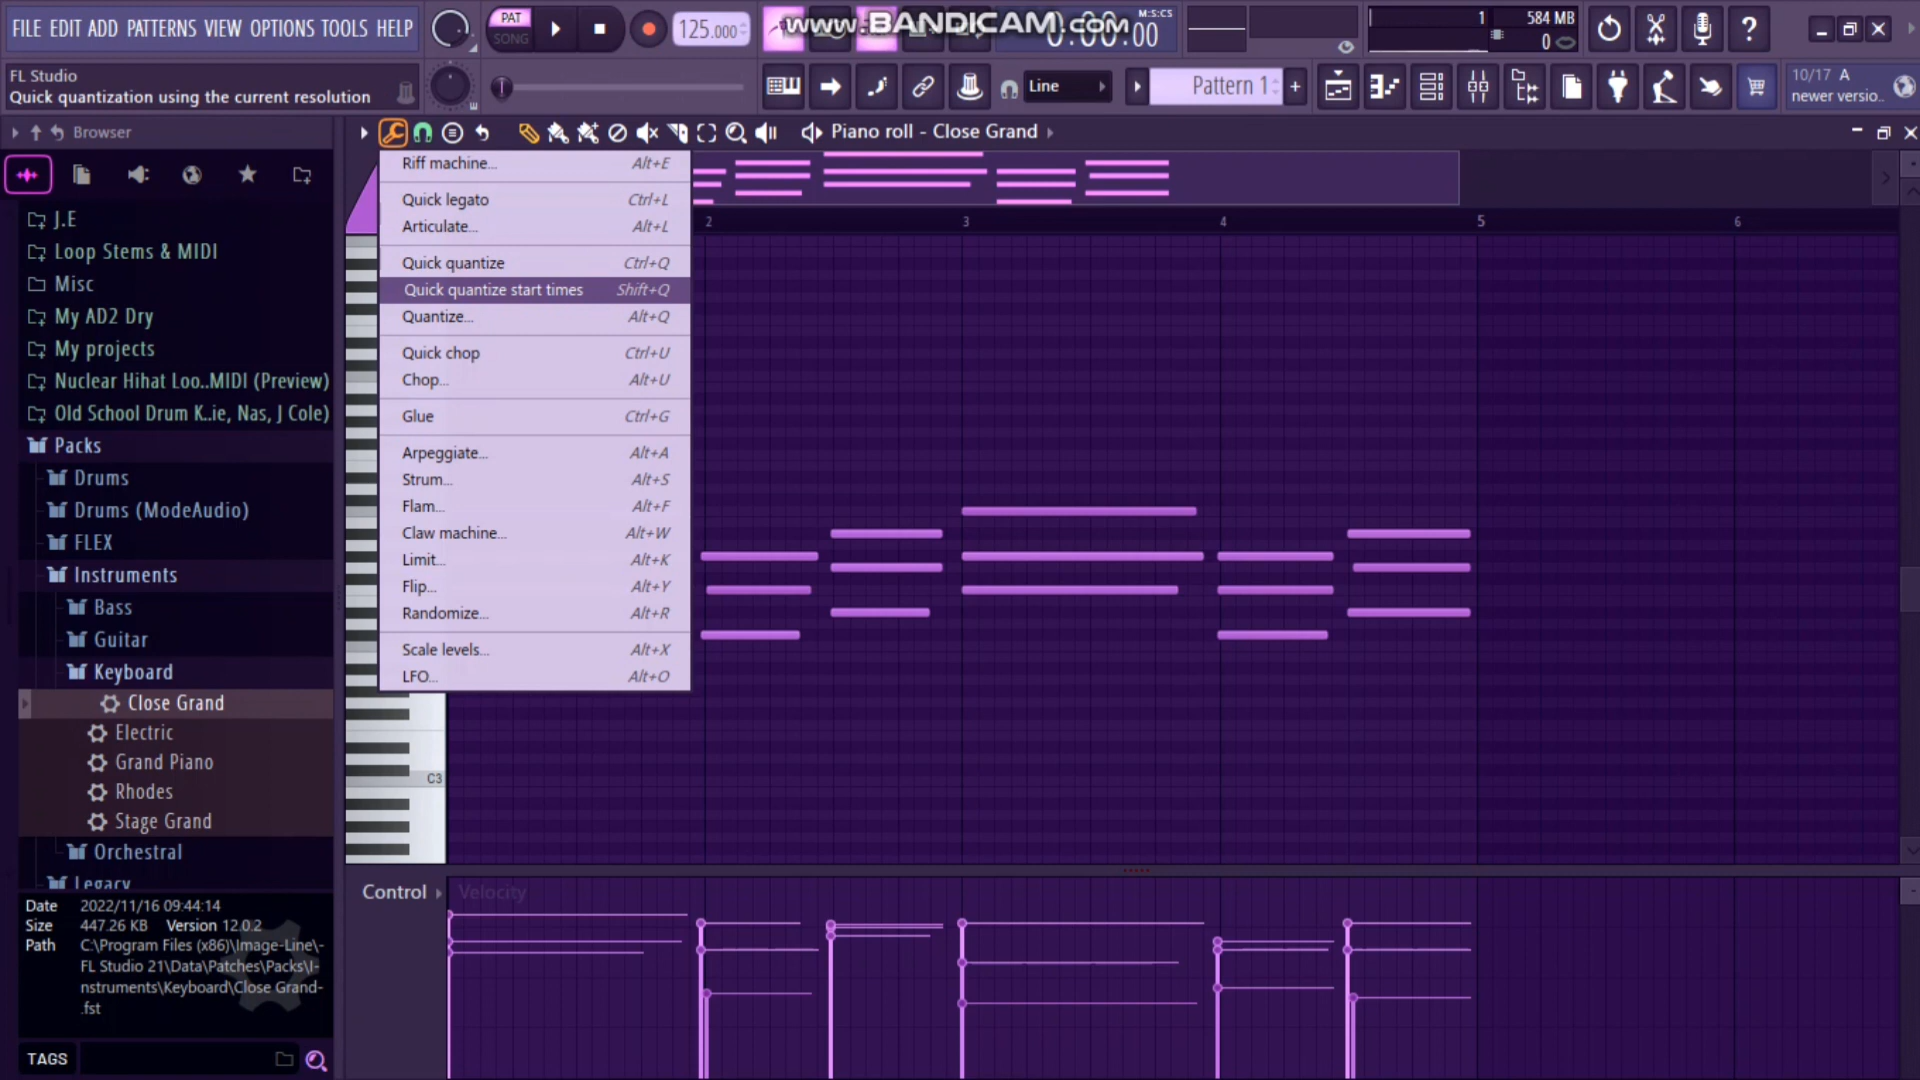 FILE EDIT ADD PATTERNS VIEW OPTIONS TOOLS HELP
PAT
SONG
125.000
www.BANDICAM.com
M:S:CS
0:00:00
1
584 MB
0
FL Studio
Quick quantization using the current resolution
Line
Pattern 1
10/17 A
newer versio..
Browser
Piano roll - Close Grand
J.E
Loop Stems & MIDI
Misc
My AD2 Dry
My projects
Nuclear Hihat Loo..MIDI (Preview)
Old School Drum K..ie, Nas, J Cole)
Packs
Drums
Drums (ModeAudio)
FLEX
Instruments
Bass
Guitar
Keyboard
Close Grand
Electric
Grand Piano
Rhodes
Stage Grand
Orchestral
Legacy
Date 2022/11/16 09:44:14
Size 447.26 KB Version 12.0.2
Path C:\Program Files (x86)\Image-Line\-
FL Studio 21\Data\Patches\Packs\I-
nstruments\Keyboard\Close Grand-
.fst
TAGS
Riff machine... Alt+E
Quick legato Ctrl+L
Articulate... Alt+L
Quick quantize Ctrl+Q
Quick quantize start times Shift+Q
Quantize... Alt+Q
Quick chop Ctrl+U
Chop... Alt+U
Glue Ctrl+G
Arpeggiate... Alt+A
Strum... Alt+S
Flam... Alt+F
Claw machine... Alt+W
Limit... Alt+K
Flip... Alt+Y
Randomize... Alt+R
Scale levels... Alt+X
LFO... Alt+O
2 3 4 5 6
C3
Control Velocity